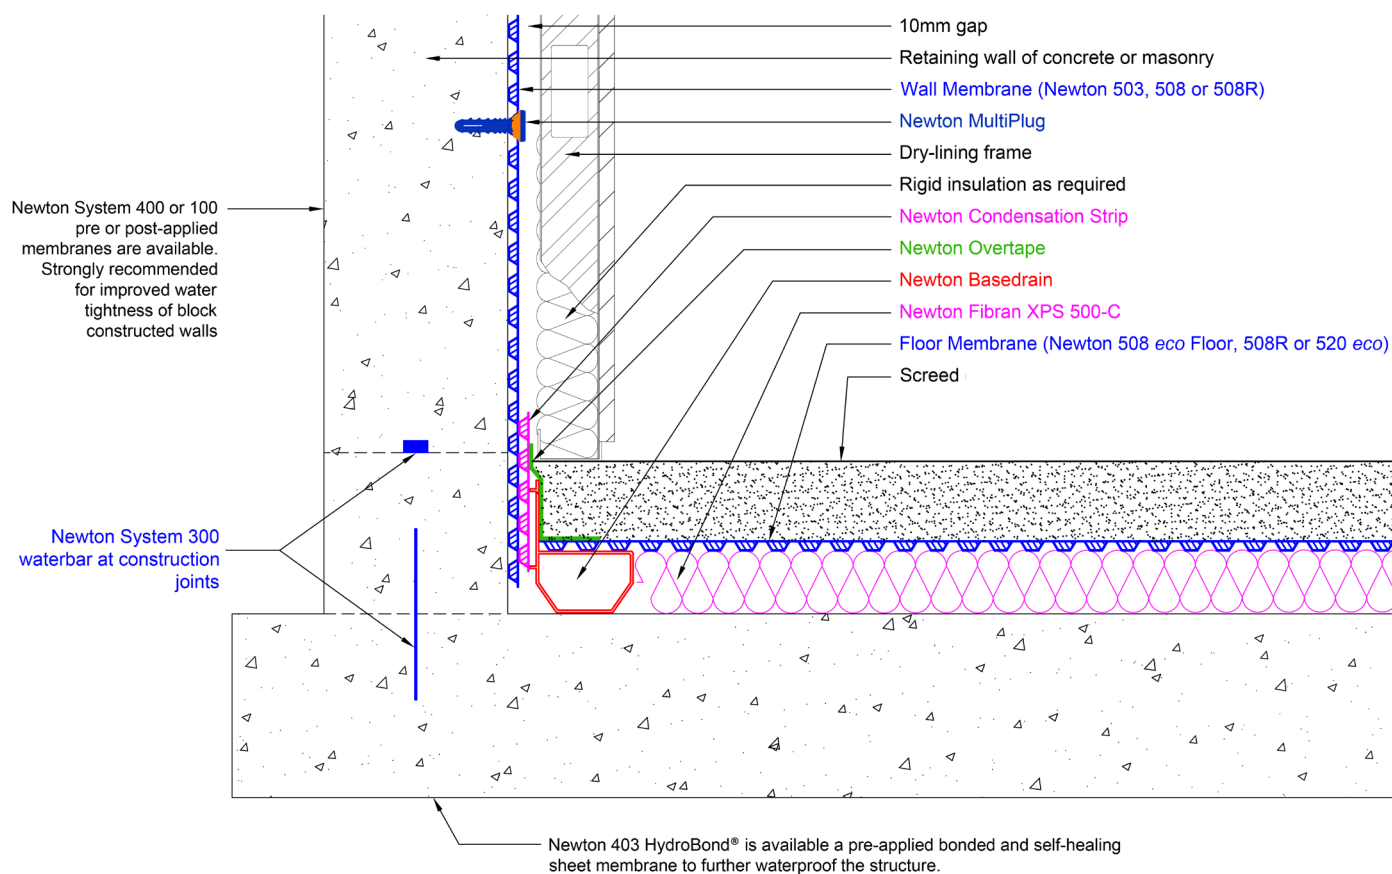 10mm gap
Retaining wall of concrete or masonry
Wall Membrane (Newton 503, 508 or 508R)
Newton MultiPlug
Dry-lining frame
Rigid insulation as required
Newton Condensation Strip
Newton Overtape
Newton Basedrain
Newton Fibran XPS 500-C
Floor Membrane (Newton 508 eco Floor, 508R or 520 eco)
Screed
Newton System 400 or 100
pre or post-applied
membranes are available.
Strongly recommended
for improved water
tightness of block
constructed walls
Newton System 300
waterbar at construction
joints
Newton 403 HydroBond® is available a pre-applied bonded and self-healing
sheet membrane to further waterproof the structure.